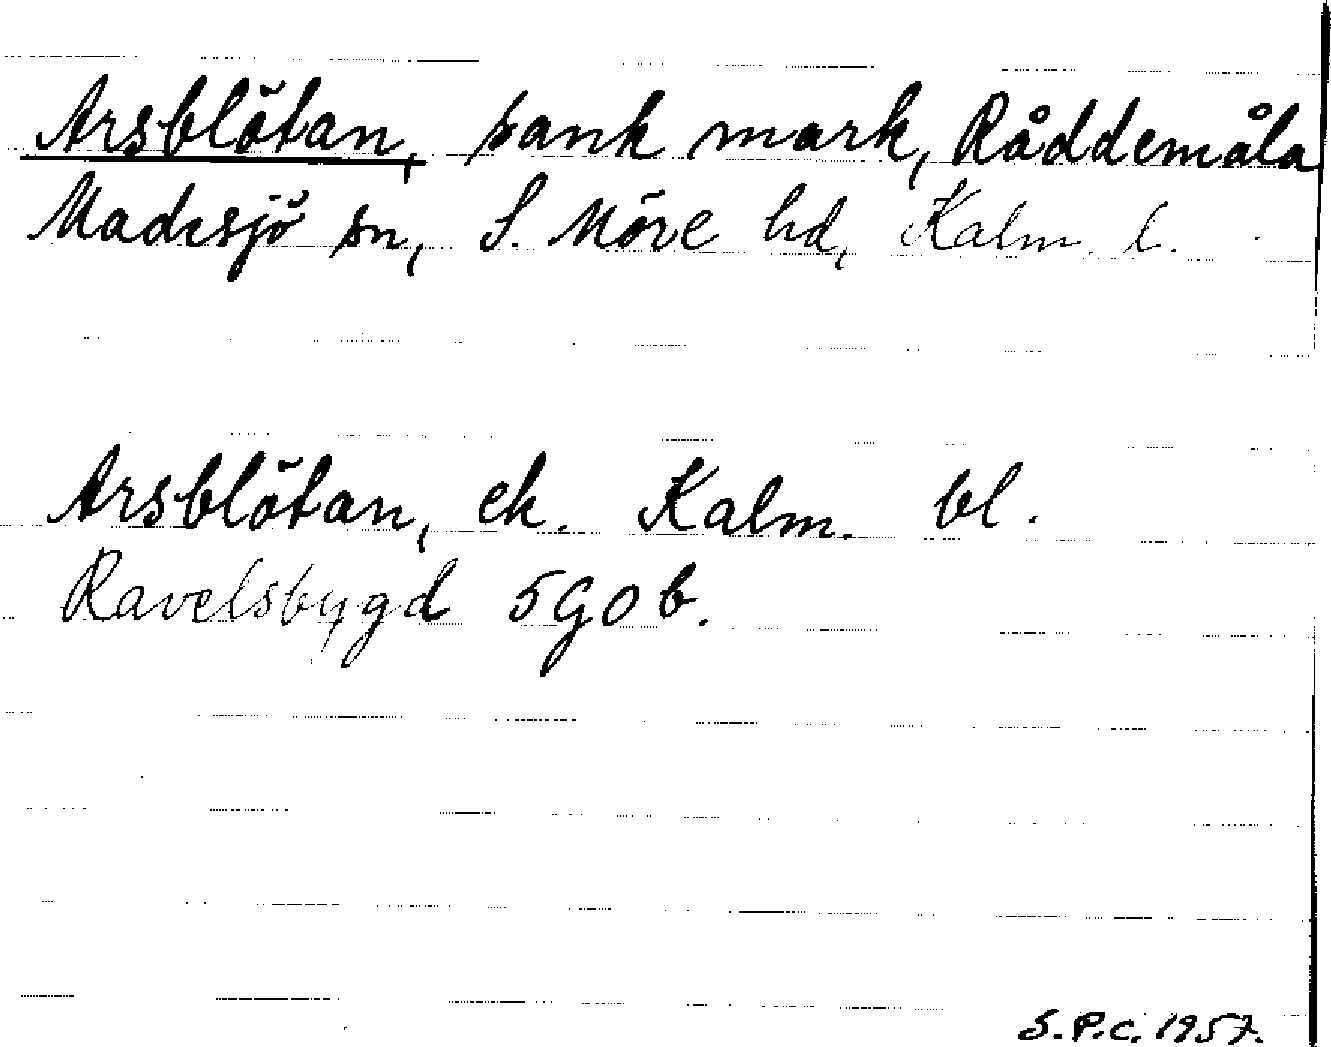 Arsblötan, sank mark, Råddemåla
Madesjö sn, S. Möre hd, Kalm. l.
Arsblötan, ek. Kalm. bl.
Ravelsbygd 5G0b.
S.P.C. 1957.